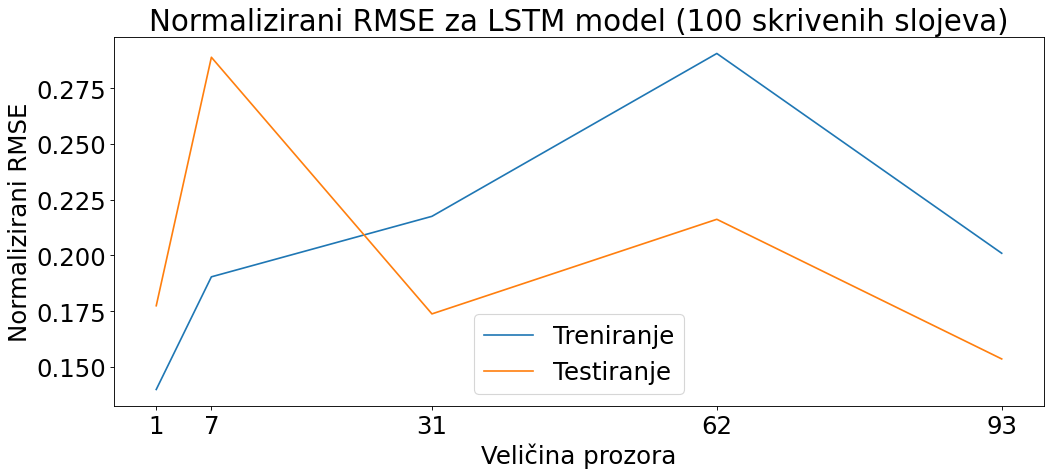 Normalizirani RMSE za LSTM model (100 skrivenih slojeva)
Normalizirani RMSE
0.275
0.250
0.225
0.200
0.175
0.150
Treniranje
Testiranje
1 7 31 62 93
Veličina prozora